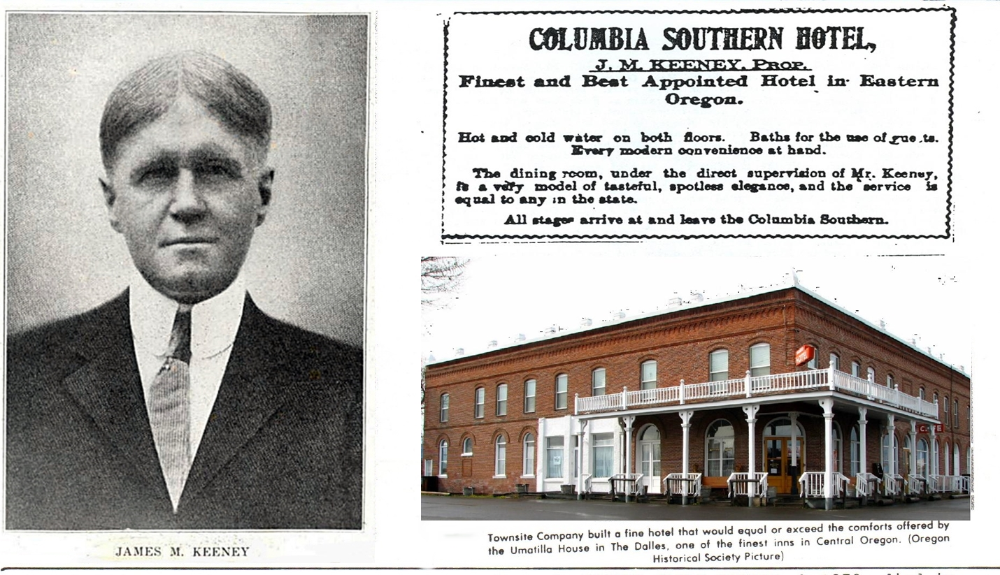 JAMES M. KEENEY
COLUMBIA SOUTHERN HOTEL,
J. M. KEENEY, PROP.
Finest and Best Appointed Hotel in Eastern
Oregon.
Hot and cold water on both floors. Baths for the use of gue ts.
Every modern convenience at hand.
The dining room, under the direct supervision of Mr. Keeney,
is a very model of tasteful, spotless elegance, and the service is
equal to any in the state.
All stages arrive at and leave the Columbia Southern.
HOTEL
CAFE
Townsite Company built a fine hotel that would equal or exceed the comforts offered by
the Umatilla House in The Dalles, one of the finest inns in Central Oregon. (Oregon
Historical Society Picture)